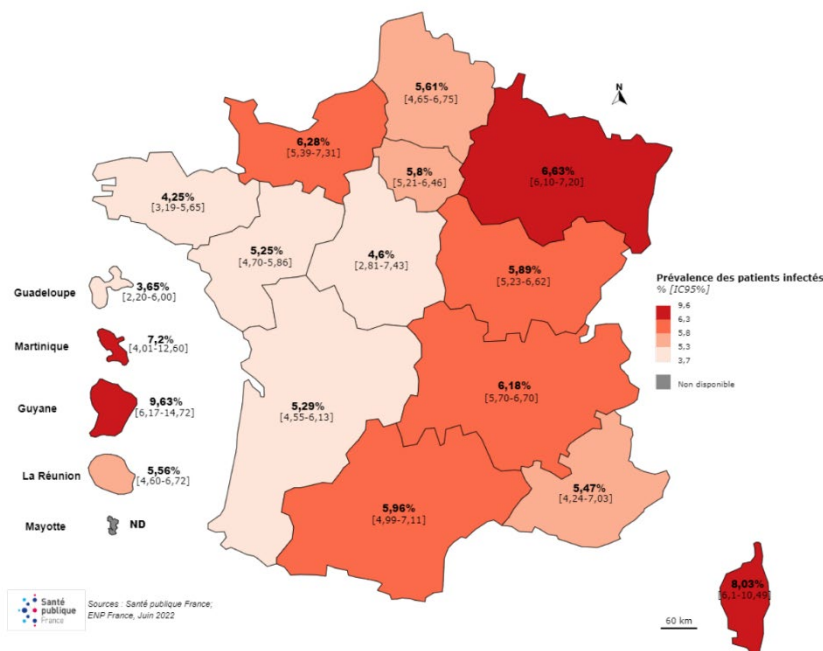 5,61%
[4,65-6,75]
N
6,28%
[5,39-7,31]
5,8%
[5,21-6,46]
6,63%
[6,10-7,20]
4,25%
[3,19-5,65]
5,25%
[4,70-5,86]
4,6%
[2,81-7,43]
5,89%
[5,23-6,62]
Prévalence des patients infectés
% [IC95%]
9,6
6,3
5,8
5,3
3,7
Non disponible
Guadeloupe
3,65%
[2,20-6,00]
Martinique
7,2%
[4,01-12,60]
Guyane
9,63%
[6,17-14,72]
La Réunion
5,56%
[4,60-6,72]
Mayotte
ND
5,29%
[4,55-6,13]
6,18%
[5,70-6,70]
5,96%
[4,99-7,11]
5,47%
[4,24-7,03]
8,03%
[6,1-10,49]
60 km
Santé
publique
France
Sources : Santé publique France;
ENP France, Juin 2022